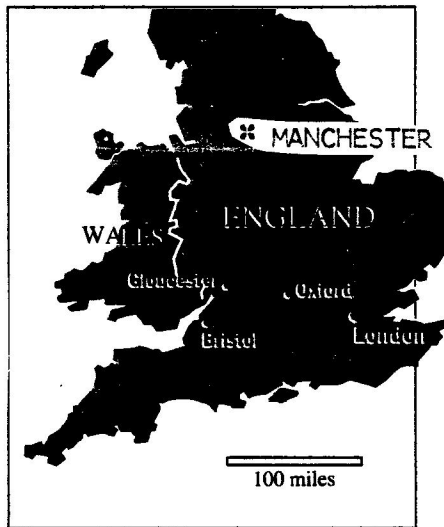 MANCHESTER
ENGLAND
WALES
Gloucester
Oxford
Bristol
London
100 miles